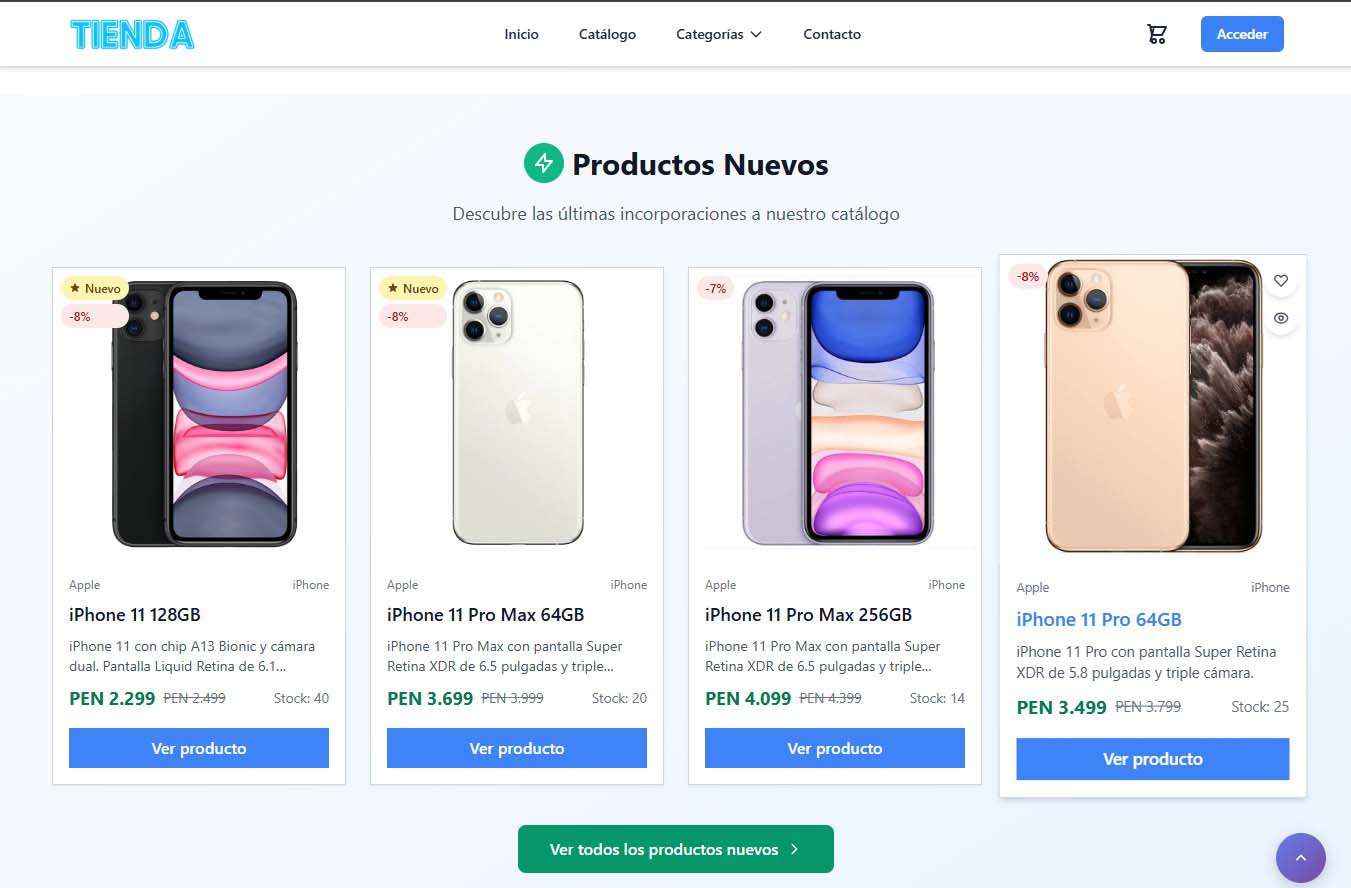 TIENDA
Inicio
Catálogo
Categorías
Contacto
Acceder
Productos Nuevos
Descubre las últimas incorporaciones a nuestro catálogo
Nuevo
-8%
Apple iPhone
iPhone 11 128GB
iPhone 11 con chip A13 Bionic y cámara
dual. Pantalla Liquid Retina de 6.1...
PEN 2.299 PEN 2.499 Stock: 40
Ver producto
Nuevo
-8%
Apple iPhone
iPhone 11 Pro Max 64GB
iPhone 11 Pro Max con pantalla Super
Retina XDR de 6.5 pulgadas y triple...
PEN 3.699 PEN 3.999 Stock: 20
Ver producto
-7%
Apple iPhone
iPhone 11 Pro Max 256GB
iPhone 11 Pro Max con pantalla Super
Retina XDR de 6.5 pulgadas y triple...
PEN 4.099 PEN 4.399 Stock: 14
Ver producto
-8%
Apple iPhone
iPhone 11 Pro 64GB
iPhone 11 Pro con pantalla Super Retina
XDR de 5.8 pulgadas y triple cámara.
PEN 3.499 PEN 3.799 Stock: 25
Ver producto
Ver todos los productos nuevos